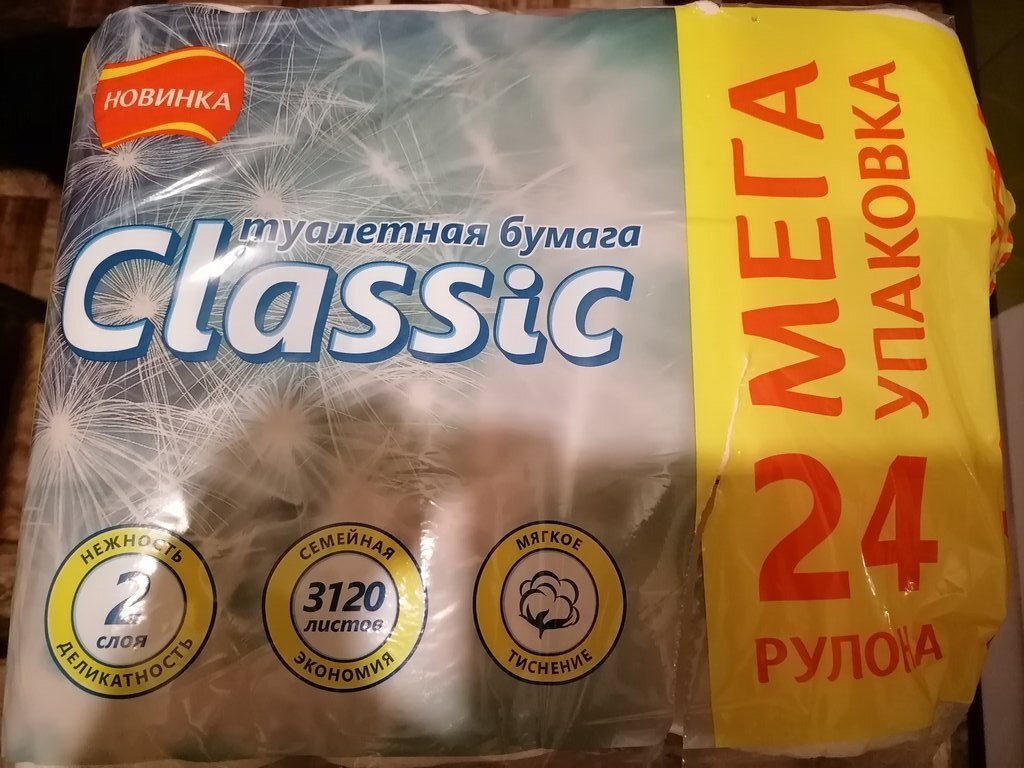 НОВИНКА
туалетная бумага
Classic
НЕЖНОСТЬ
2
слоя
ДЕЛИКАТНОСТЬ
СЕМЕЙНАЯ
3120
листов
ЭКОНОМИЯ
МЯГКОЕ
ТИСНЕНИЕ
МЕГА
УПАКОВКА
24
РУЛОНА